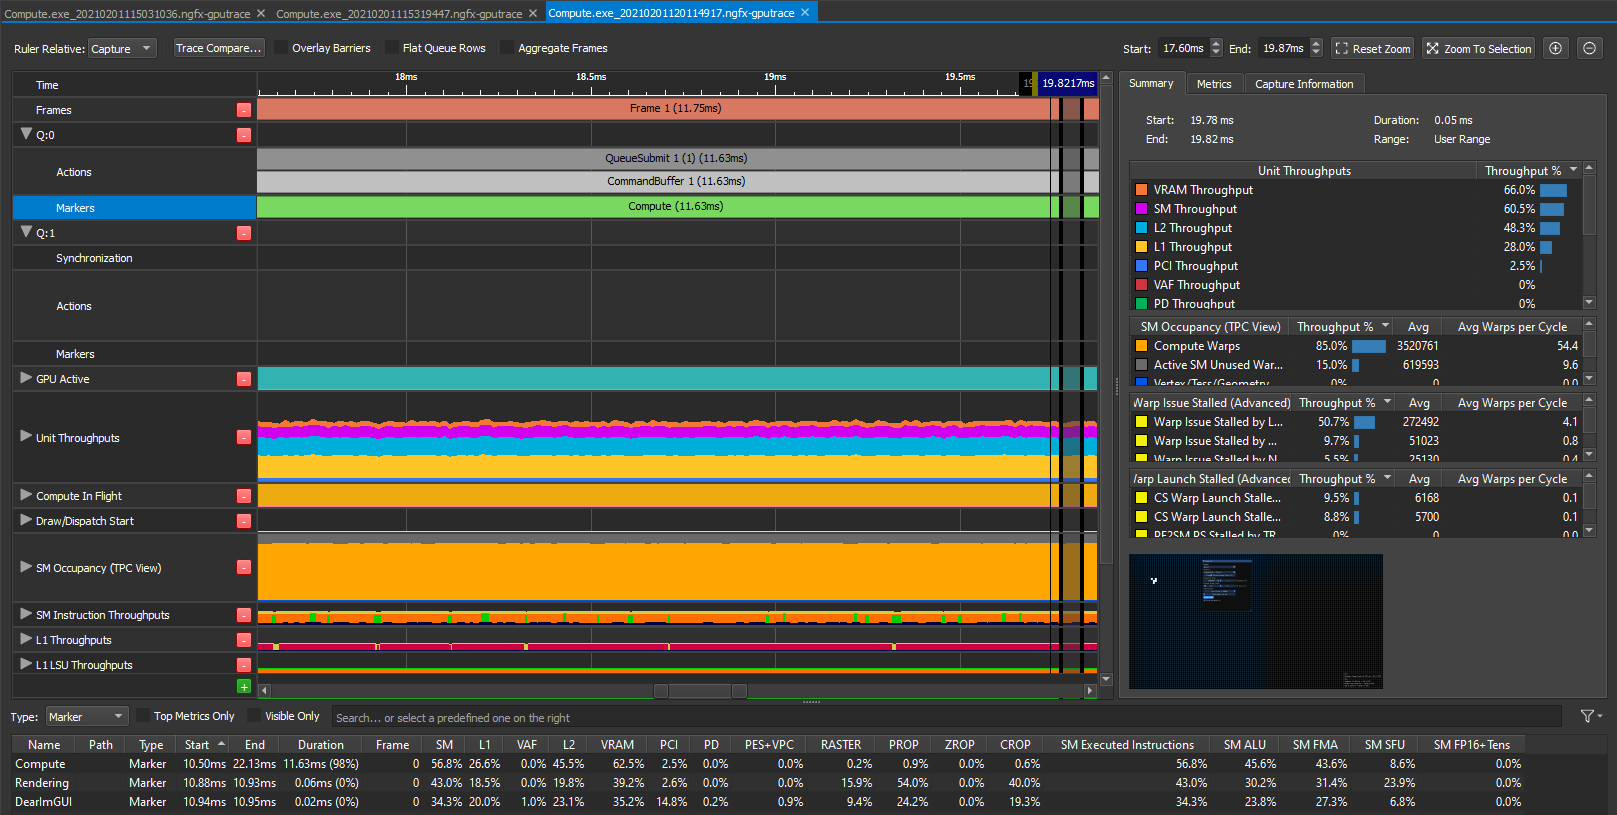 Compute.exe_20210201115031036.ngfx-gputrace ✕ Compute.exe_20210201115319447.ngfx-gputrace ✕ Compute.exe_20210201120114917.ngfx-gputrace ✕
Ruler Relative: Capture Trace Compare... Overlay Barriers Flat Queue Rows Aggregate Frames Start: 17.60ms End: 19.87ms Reset Zoom Zoom To Selection
Time 18ms 18.5ms 19ms 19.5ms 19.8217ms
Frames Frame 1 (11.75ms)
Q:0
Actions QueueSubmit 1 (1) (11.63ms)
CommandBuffer 1 (11.63ms)
Markers Compute (11.63ms)
Q:1
Synchronization
Actions
Markers
GPU Active
Unit Throughputs
Compute In Flight
Draw/Dispatch Start
SM Occupancy (TPC View)
SM Instruction Throughputs
L1 Throughputs
L1 LSU Throughputs
Summary Metrics Capture Information
Start: 19.78 ms Duration: 0.05 ms
End: 19.82 ms Range: User Range
Unit Throughputs Throughput %
VRAM Throughput 66.0%
SM Throughput 60.5%
L2 Throughput 48.3%
L1 Throughput 28.0%
PCI Throughput 2.5%
VAF Throughput 0%
PD Throughput 0%
SM Occupancy (TPC View) Throughput % Avg Avg Warps per Cycle
Compute Warps 85.0% 3520761 54.4
Active SM Unused War... 15.0% 619593 9.6
Vertex/Tess/Geometry 0% 0 0.0
Warp Issue Stalled (Advanced) Throughput % Avg Avg Warps per Cycle
Warp Issue Stalled by L... 50.7% 272492 4.1
Warp Issue Stalled by ... 9.7% 51023 0.8
Warp Issue Stalled by N 5.5% 25130 0.4
Warp Launch Stalled (Advanced Throughput % Avg Avg Warps per Cycle
CS Warp Launch Stalle... 9.5% 6168 0.1
CS Warp Launch Stalle... 8.8% 5700 0.1
PE2SM PS Stalled by TR 0% 0 0.0
Type: Marker Top Metrics Only Visible Only Search... or select a predefined one on the right
Name Path Type Start End Duration Frame SM L1 VAF L2 VRAM PCI PD PES+VPC RASTER PROP ZROP CROP SM Executed Instructions SM ALU SM FMA SM SFU SM FP16+Tens
Compute Marker 10.50ms 22.13ms 11.63ms (98%) 0 56.8% 26.6% 0.0% 45.5% 62.5% 2.5% 0.0% 0.0% 0.2% 0.9% 0.0% 0.6% 56.8% 45.6% 43.6% 8.6% 0.0%
Rendering Marker 10.88ms 10.93ms 0.06ms (0%) 0 43.0% 18.5% 0.0% 19.8% 39.2% 2.6% 0.0% 0.0% 15.9% 54.0% 0.0% 40.0% 43.0% 30.2% 31.4% 23.9% 0.0%
DearImGUI Marker 10.94ms 10.95ms 0.02ms (0%) 0 34.3% 20.0% 1.0% 23.1% 35.2% 14.8% 0.2% 0.9% 9.4% 24.2% 0.0% 19.3% 34.3% 23.8% 27.3% 6.8% 0.0%